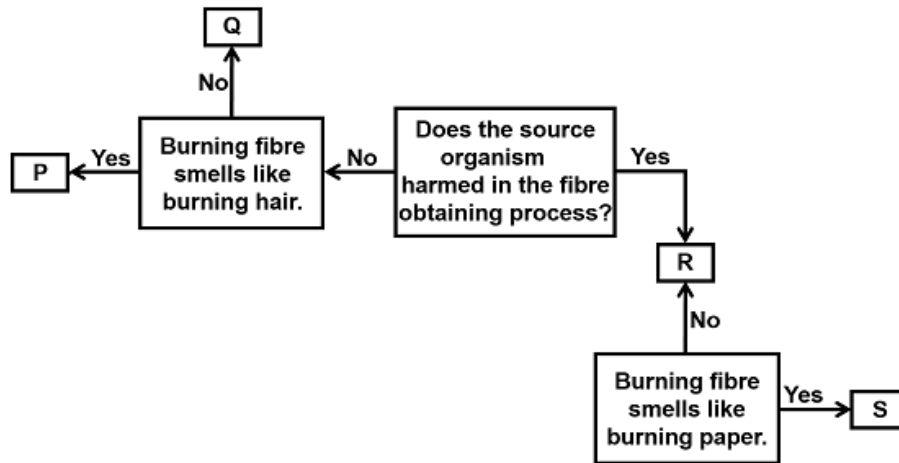 Q
No
Does the source
organism
harmed in the fibre
obtaining process?
Burning fibre
smells like
burning hair.
Yes
No
Yes
P
R
No
Burning fibre
smells like
burning paper.
Yes
S